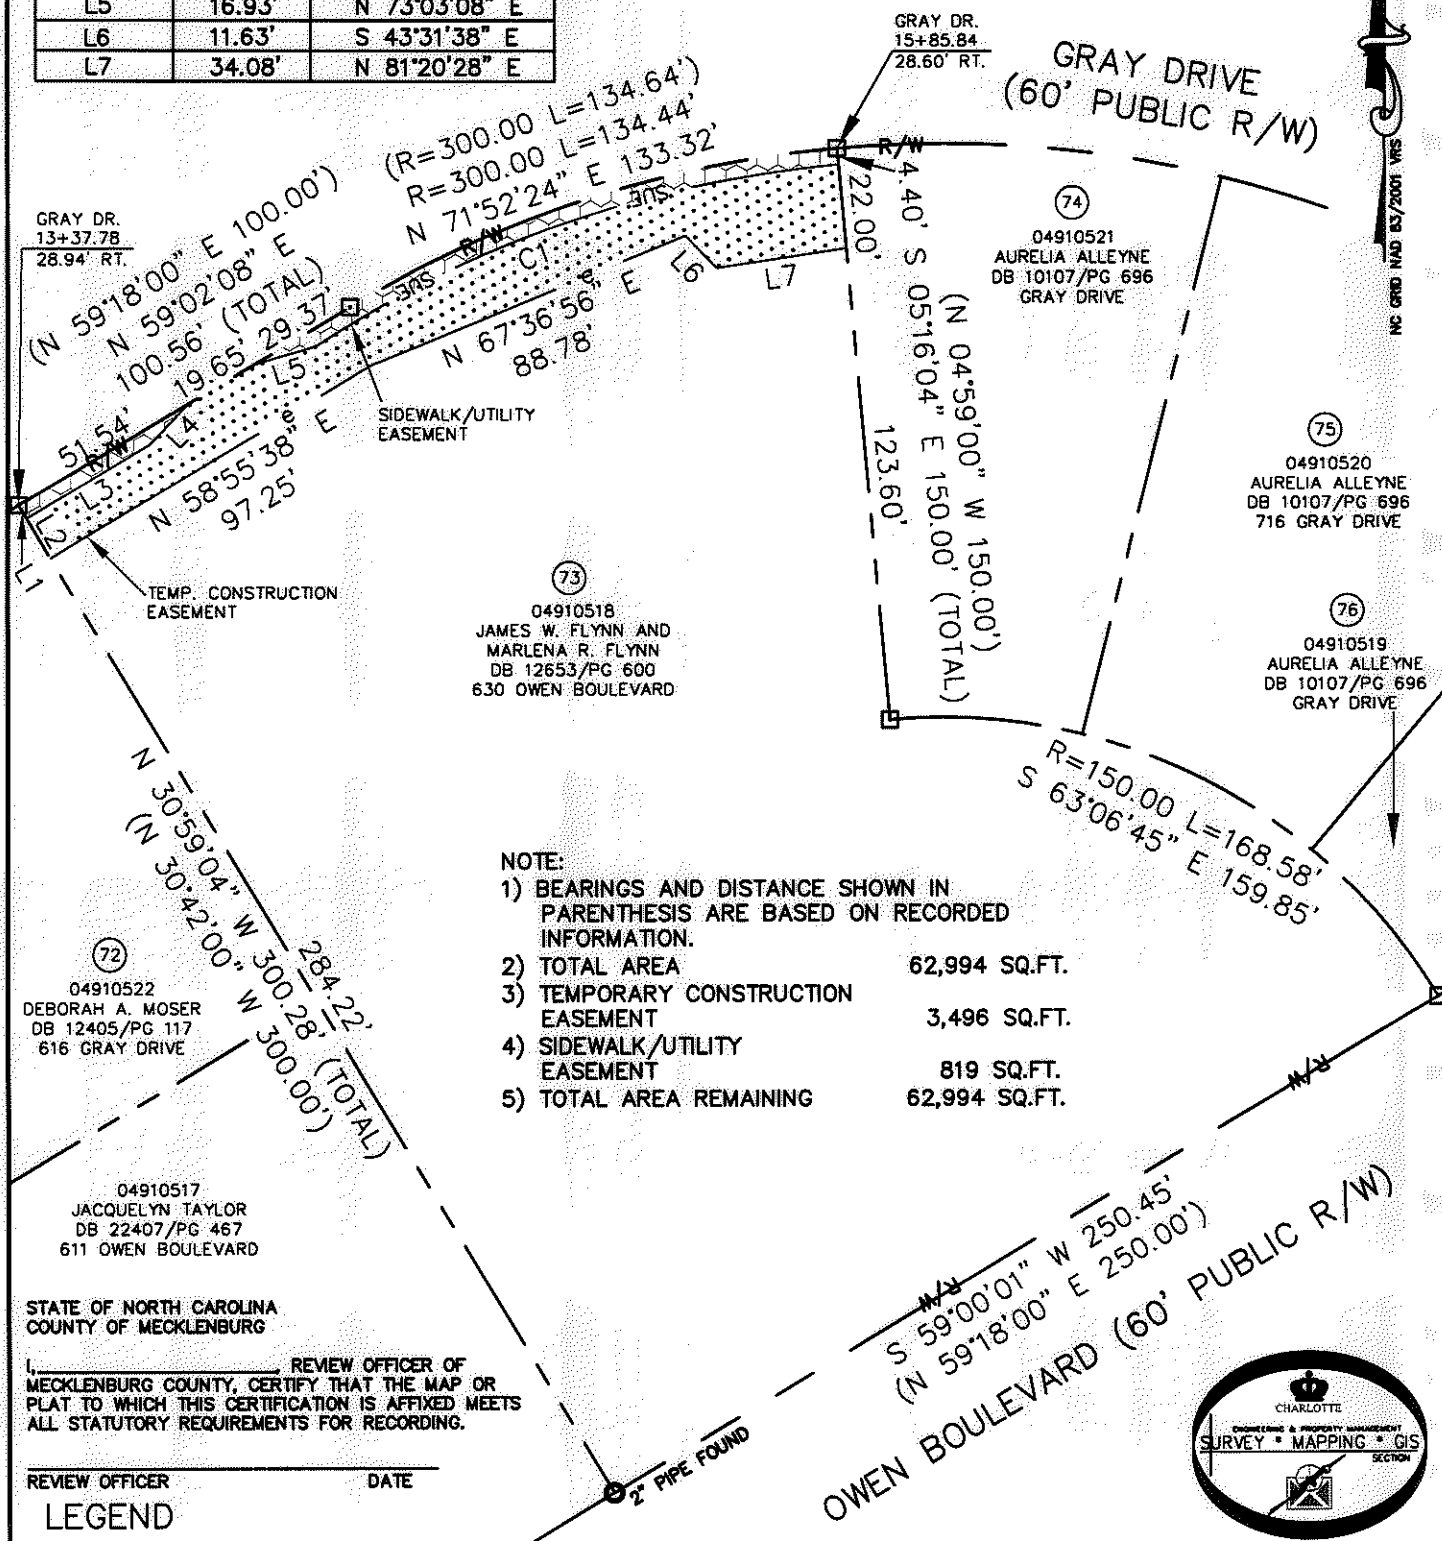 L5 16.93' N 73°03'08" E
L6 11.63' S 43°31'38" E
L7 34.08' N 81°20'28" E
GRAY DR.
15+85.84
28.60' RT.
GRAY DRIVE
(60' PUBLIC R/W)
NC GRID NAD 83/2001 VRS
(R=300.00 L=134.64')
R=300.00 L=134.44'
N 71°52'24" E 133.32'
GRAY DR.
13+37.78
28.94' RT.
(N 59°18'00" E 100.00')
N 59°02'08" E
100.56' (TOTAL)
51.54'
19.65'
29.37'
R/W
R/W
R/W
SUE
SUE
C1
L1
L2
L3
L4
L5
L6
L7
e
e
N 58°55'38" E
97.25'
N 67°36'56" E
88.78'
SIDEWALK/UTILITY
EASEMENT
TEMP. CONSTRUCTION
EASEMENT
4.40'
22.00'
S 05°16'04" E 150.00' (TOTAL)
(N 04°59'00" W 150.00')
123.60'
74
04910521
AURELIA ALLEYNE
DB 10107/PG 696
GRAY DRIVE
75
04910520
AURELIA ALLEYNE
DB 10107/PG 696
716 GRAY DRIVE
76
04910519
AURELIA ALLEYNE
DB 10107/PG 696
GRAY DRIVE
73
04910518
JAMES W. FLYNN AND
MARLENA R. FLYNN
DB 12653/PG 600
630 OWEN BOULEVARD
R=150.00 L=168.58'
S 63°06'45" E 159.85'
N 30°59'04" W 300.28' (TOTAL)
(N 30°42'00" W 300.00')
284.22'
NOTE:
1) BEARINGS AND DISTANCE SHOWN IN
PARENTHESIS ARE BASED ON RECORDED
INFORMATION.
2) TOTAL AREA 62,994 SQ.FT.
3) TEMPORARY CONSTRUCTION
EASEMENT 3,496 SQ.FT.
4) SIDEWALK/UTILITY
EASEMENT 819 SQ.FT.
5) TOTAL AREA REMAINING 62,994 SQ.FT.
72
04910522
DEBORAH A. MOSER
DB 12405/PG 117
616 GRAY DRIVE
04910517
JACQUELYN TAYLOR
DB 22407/PG 467
611 OWEN BOULEVARD
R/W
R/W
S 59°00'01" W 250.45'
(N 59°18'00" E 250.00')
OWEN BOULEVARD (60' PUBLIC R/W)
2" PIPE FOUND
STATE OF NORTH CAROLINA
COUNTY OF MECKLENBURG
I, REVIEW OFFICER OF
MECKLENBURG COUNTY, CERTIFY THAT THE MAP OR
PLAT TO WHICH THIS CERTIFICATION IS AFFIXED MEETS
ALL STATUTORY REQUIREMENTS FOR RECORDING.
REVIEW OFFICER DATE
LEGEND
CHARLOTTE
ENGINEERING & PROPERTY MANAGEMENT
SURVEY * MAPPING * GIS
SECTION